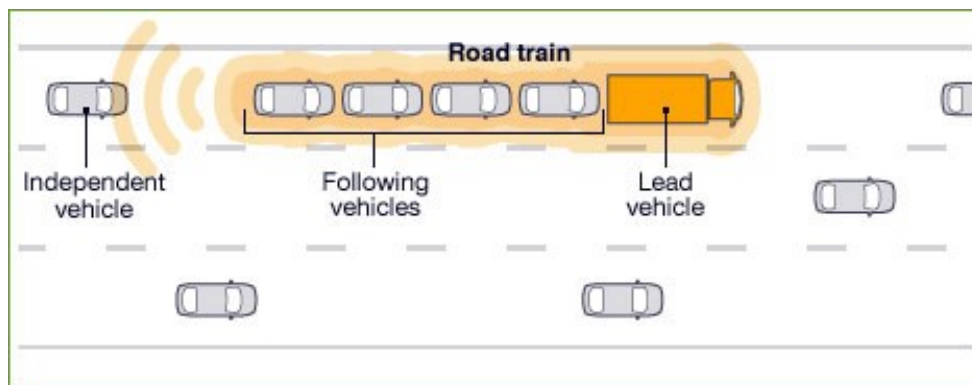 Road train
Independent
vehicle
Following
vehicles
Lead
vehicle